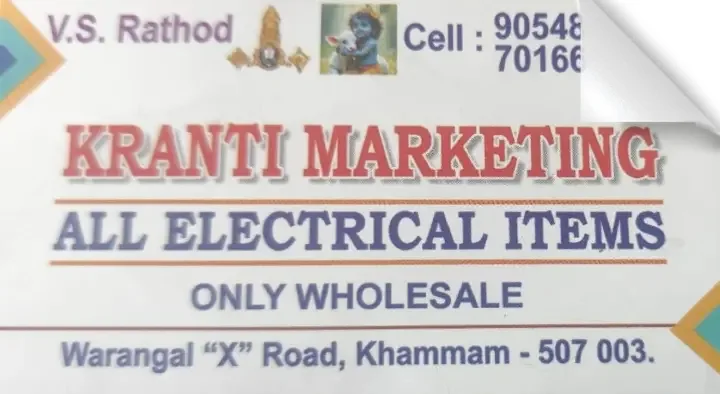 V.S. Rathod
Cell : 90548
70166
KRANTI MARKETING
ALL ELECTRICAL ITEMS
ONLY WHOLESALE
Warangal “X” Road, Khammam - 507 003.